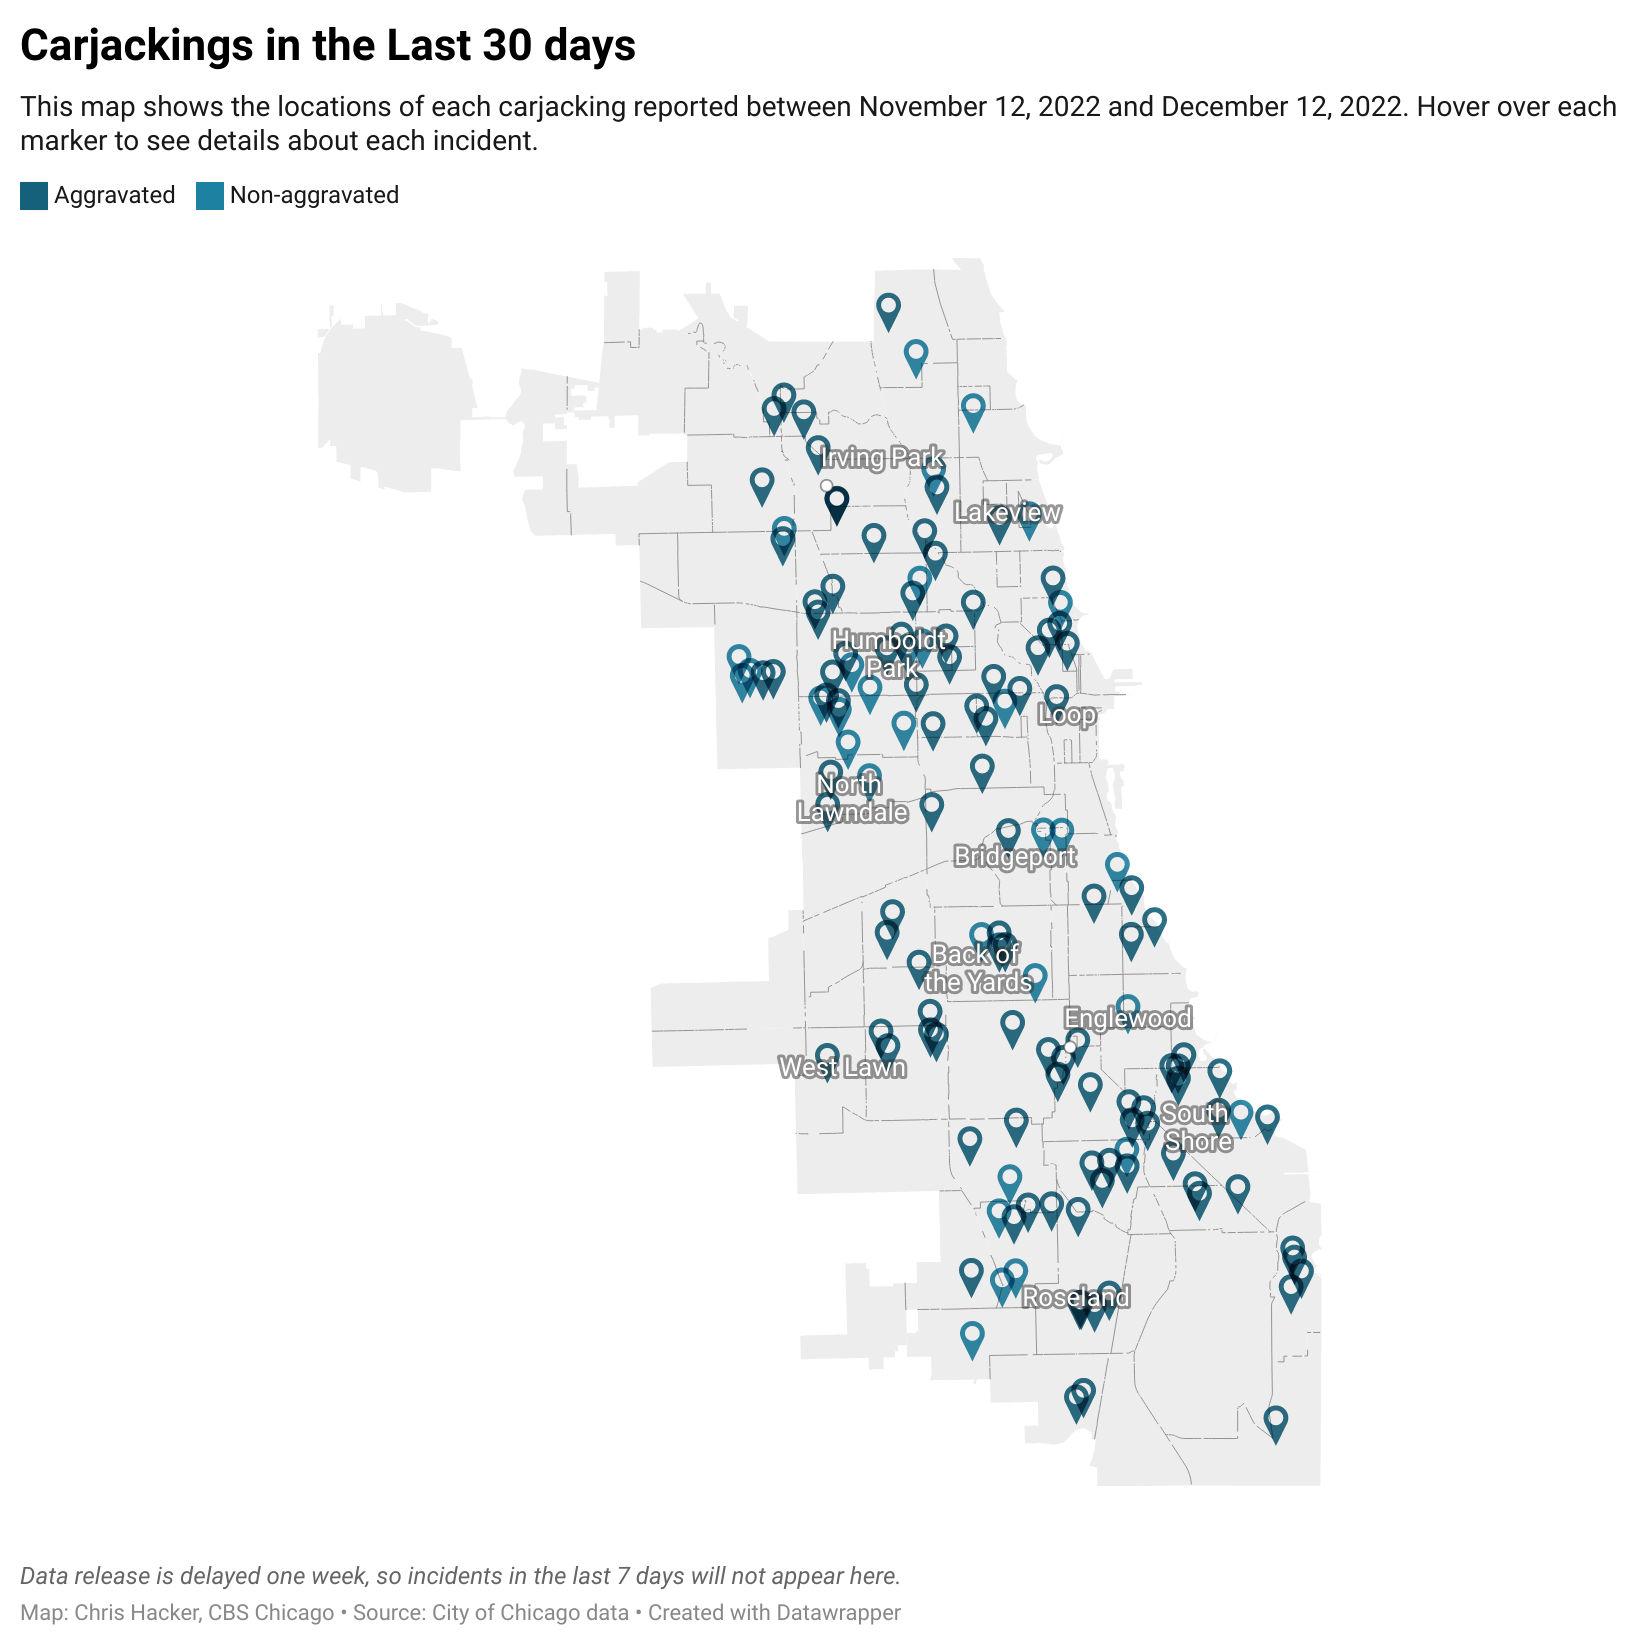 Carjackings in the Last 30 days
This map shows the locations of each carjacking reported between November 12, 2022 and December 12, 2022. Hover over each
marker to see details about each incident.
Aggravated Non-aggravated
Irving Park
Lakeview
Humboldt
Park
Loop
North
Lawndale
Bridgeport
Back of
the Yards
Englewood
West Lawn
South
Shore
Roseland
Data release is delayed one week, so incidents in the last 7 days will not appear here.
Map: Chris Hacker, CBS Chicago • Source: City of Chicago data • Created with Datawrapper